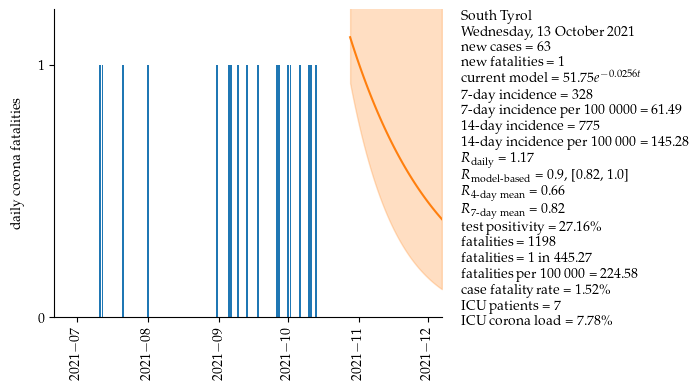 South Tyrol
Wednesday, 13 October 2021
new cases = 63
new fatalities = 1
current model = 51.75e^{-0.0256t}
7-day incidence = 328
7-day incidence per 100 0000 = 61.49
14-day incidence = 775
14-day incidence per 100 000 = 145.28
R_daily = 1.17
R_model-based = 0.9, [0.82, 1.0]
R_4-day mean = 0.66
R_7-day mean = 0.82
test positivity = 27.16%
fatalities = 1198
fatalities = 1 in 445.27
fatalities per 100 000 = 224.58
case fatality rate = 1.52%
ICU patients = 7
ICU corona load = 7.78%
daily corona fatalities
1
0
2021−07
2021−08
2021−09
2021−10
2021−11
2021−12